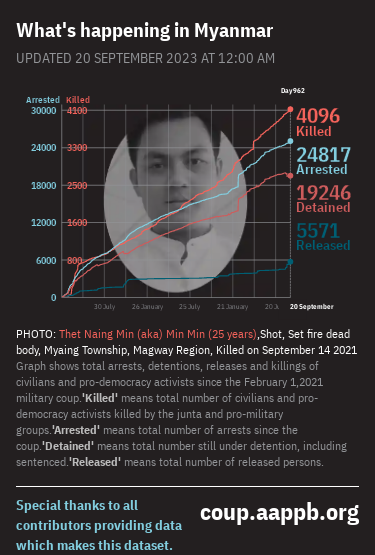 What's happening in Myanmar
UPDATED 20 SEPTEMBER 2023 AT 12:00 AM
Day962
Arrested Killed
30000 4100
4096
Killed
24000 3300
24817
Arrested
18000 2500
19246
Detained
12000 1600
5571
Released
6000 800
0
30 July 26 January 25 July 21 January 20 J 20 September
PHOTO: Thet Naing Min (aka) Min Min (25 years),Shot, Set fire dead
body, Myaing Township, Magway Region, Killed on September 14 2021
Graph shows total arrests, detentions, releases and killings of
civilians and pro-democracy activists since the February 1,2021
military coup.'Killed' means total number of civilians and pro-
democracy activists killed by the junta and pro-military
groups.'Arrested' means total number of arrests since the
coup.'Detained' means total number still under detention, including
sentenced.'Released' means total number of released persons.
Special thanks to all
contributors providing data
which makes this dataset.
coup.aappb.org